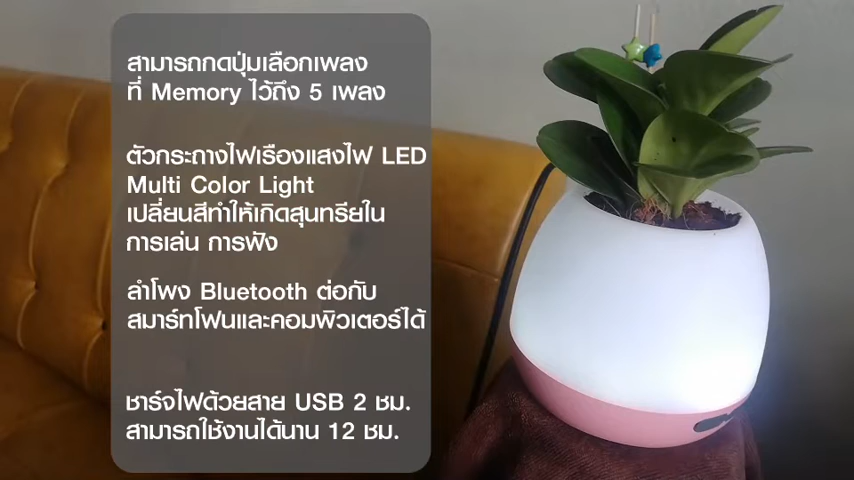 สามารถกดปุ่มเลือกเพลง
ที่ Memory ไว้ถึง 5 เพลง
ตัวกระถางไฟเรืองแสงไฟ LED
Multi Color Light
เปลี่ยนสีทำให้เกิดสุนทรียใน
การเล่น การฟัง
ลำโพง Bluetooth ต่อกับ
สมาร์ทโฟนและคอมพิวเตอร์ได้
ชาร์จไฟด้วยสาย USB 2 ชม.
สามารถใช้งานได้นาน 12 ชม.